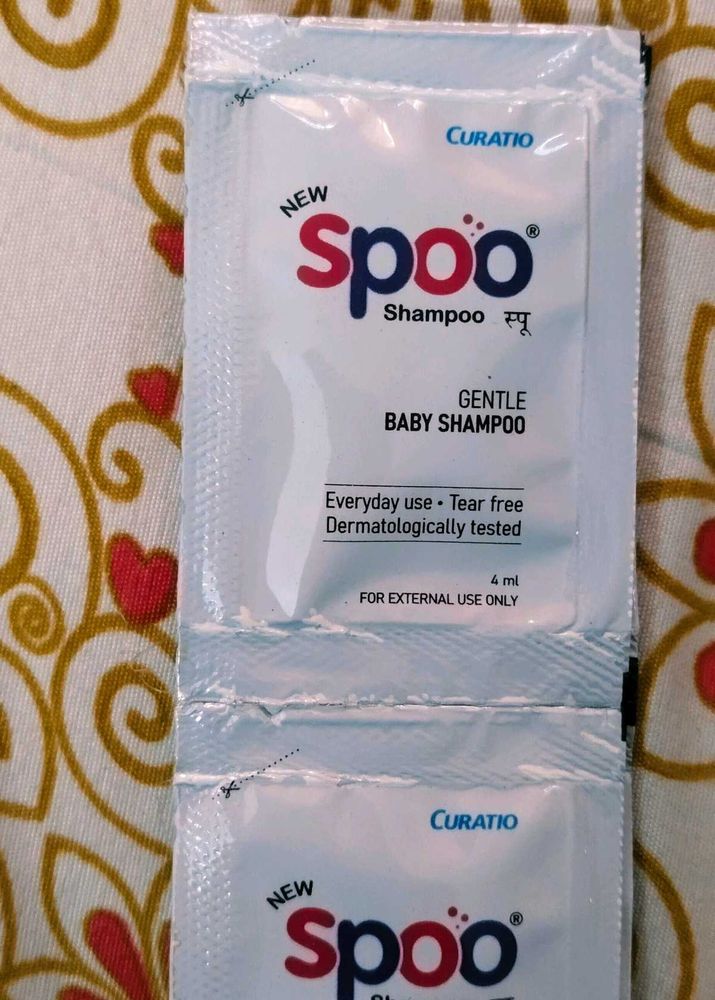 CURATIO
NEW
Spoo®
Shampoo स्पू
GENTLE
BABY SHAMPOO
Everyday use • Tear free
Dermatologically tested
4 ml
FOR EXTERNAL USE ONLY
CURATIO
NEW
Spoo®